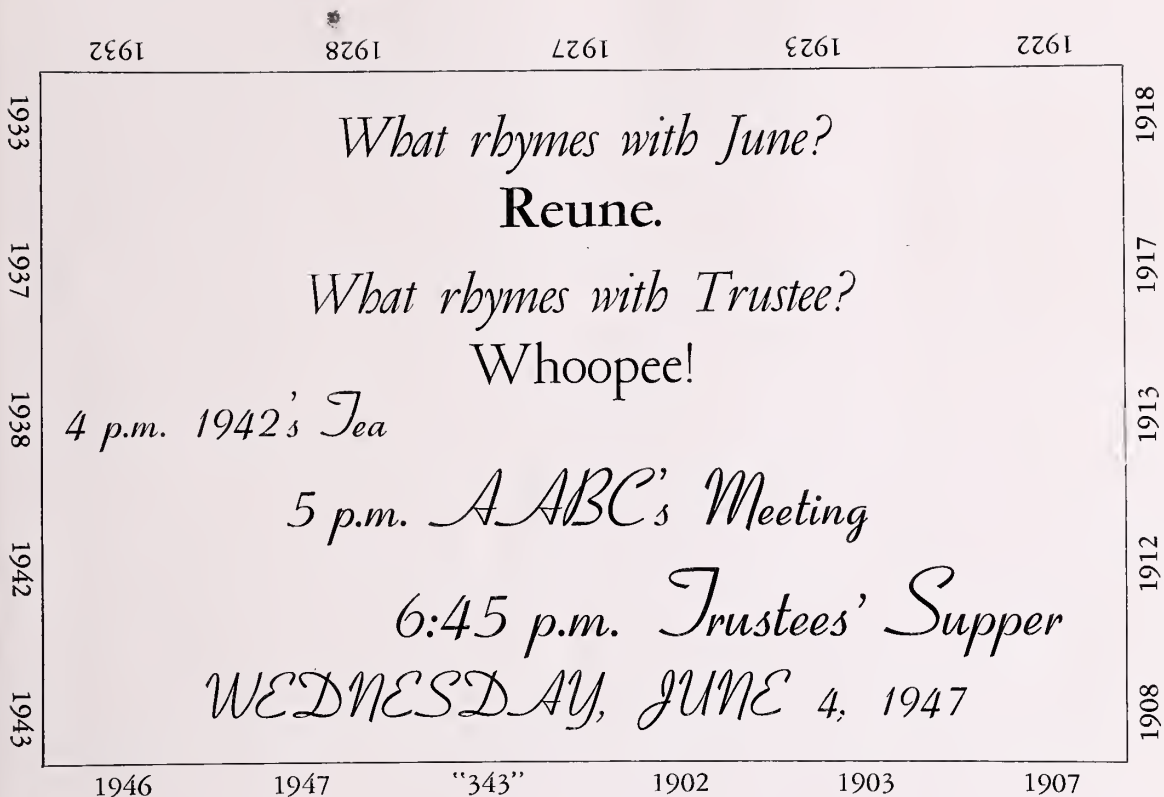 1932 1928 1927 1923 1922
1933
1937
1938
1942
1943
What rhymes with June?
Reune.
What rhymes with Trustee?
Whoopee!
4 p.m. 1942's Tea
5 p.m. AABC's Meeting
6:45 p.m. Trustees' Supper
WEDNESDAY, JUNE 4, 1947
1918
1917
1913
1912
1908
1946 1947 "343" 1902 1903 1907